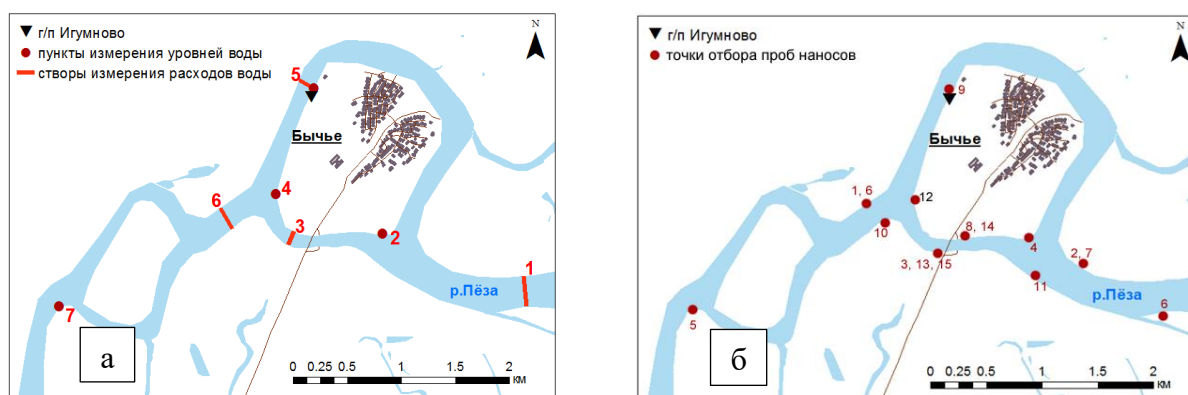 г/п Игумново
пункты измерения уровней воды
створы измерения расходов воды
N
5
Бычье
4
6
3
2
1
р.Пёза
7
а
0 0.25 0.5 1 1.5 2
км
г/п Игумново
точки отбора проб наносов
N
9
Бычье
1, 6
12
10
8, 14
4
2, 7
3, 13, 15
11
р.Пёза
6
5
б
0 0.25 0.5 1 1.5 2
км